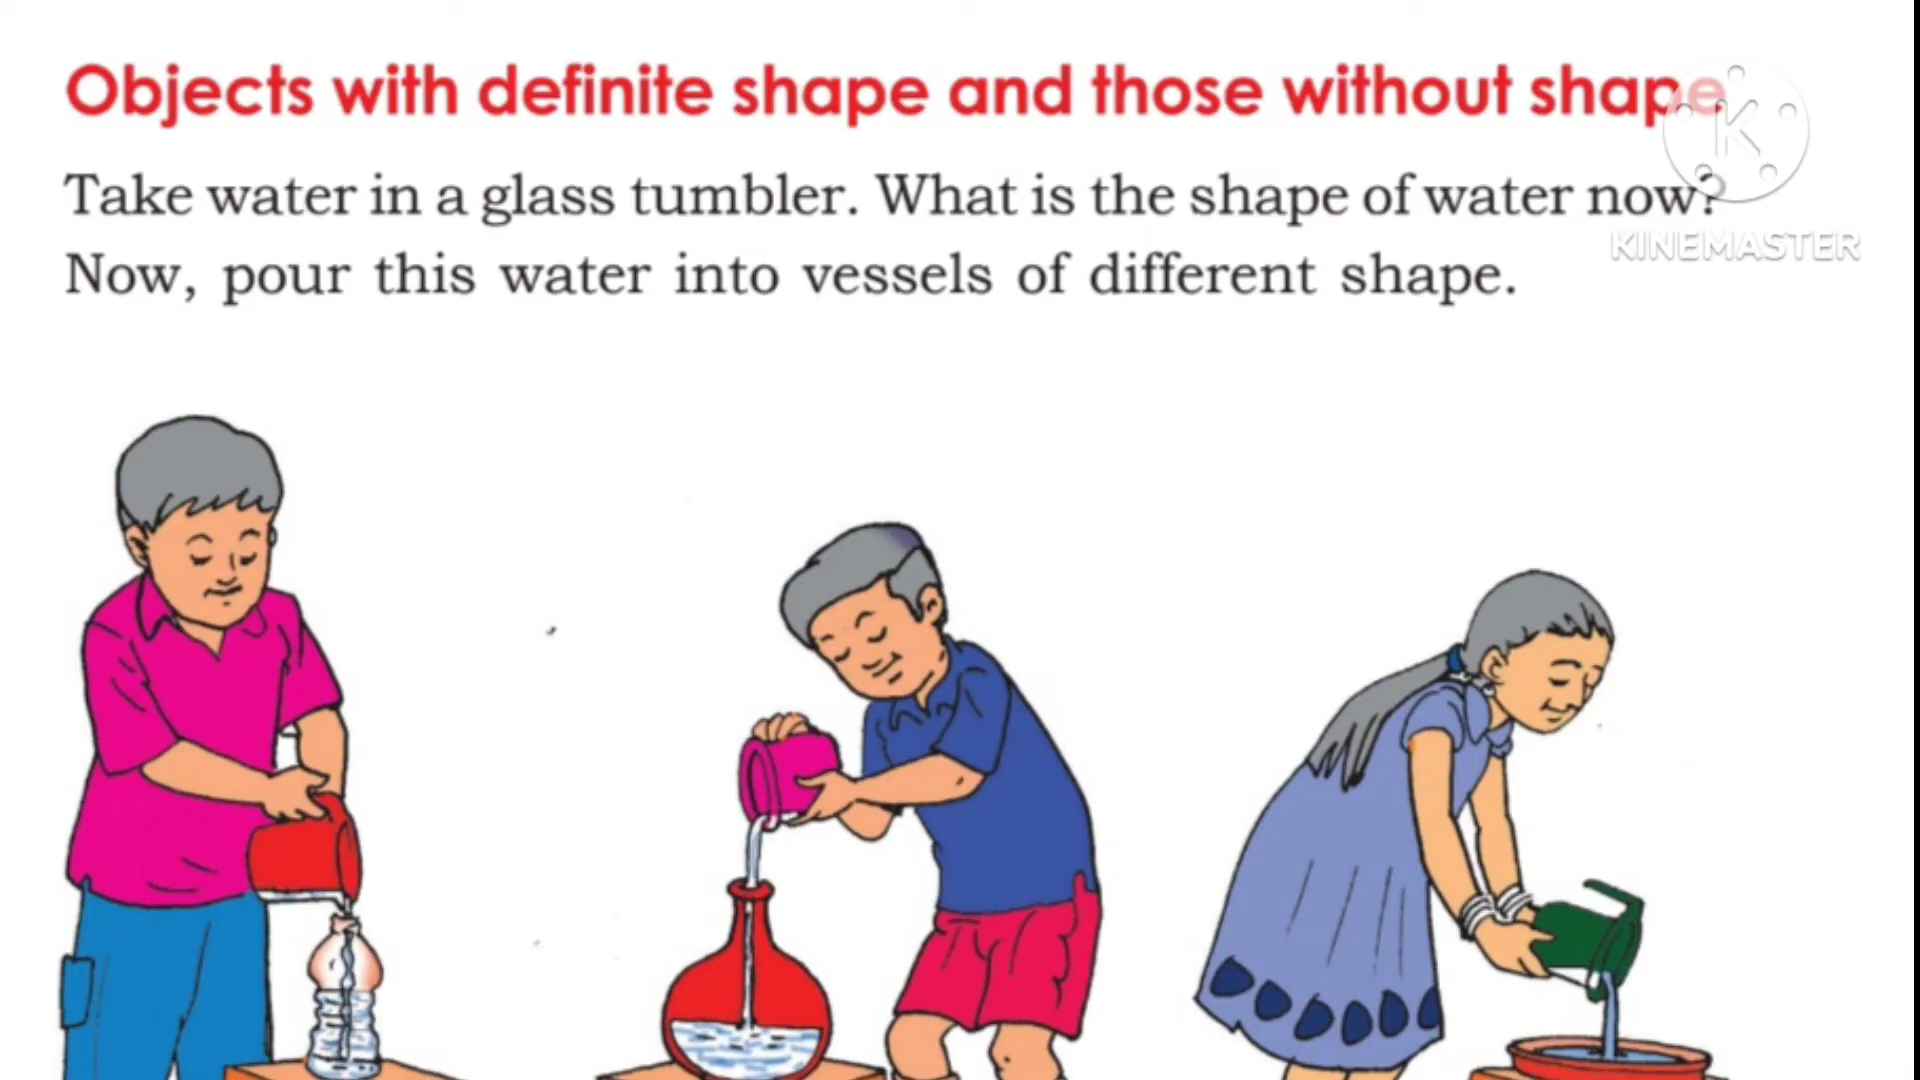 Objects with definite shape and those without shape
K
KINEMASTER
Take water in a glass tumbler. What is the shape of water now?
Now, pour this water into vessels of different shape.